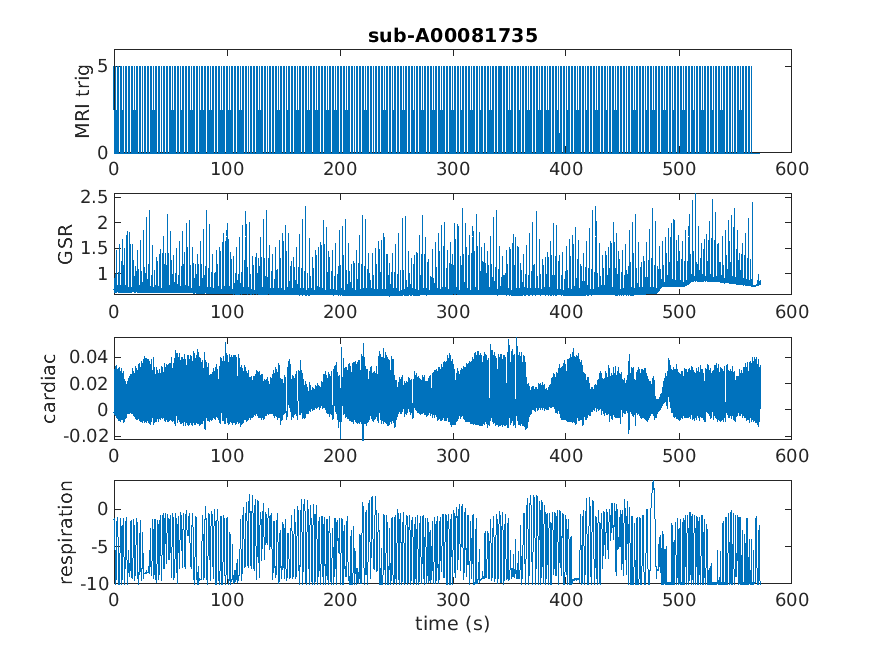 sub-A00081735
MRI trig
5
0
0 100 200 300 400 500 600
GSR
2.5
2
1.5
1
0 100 200 300 400 500 600
cardiac
0.04
0.02
0
-0.02
0 100 200 300 400 500 600
respiration
0
-5
-10
0 100 200 300 400 500 600
time (s)